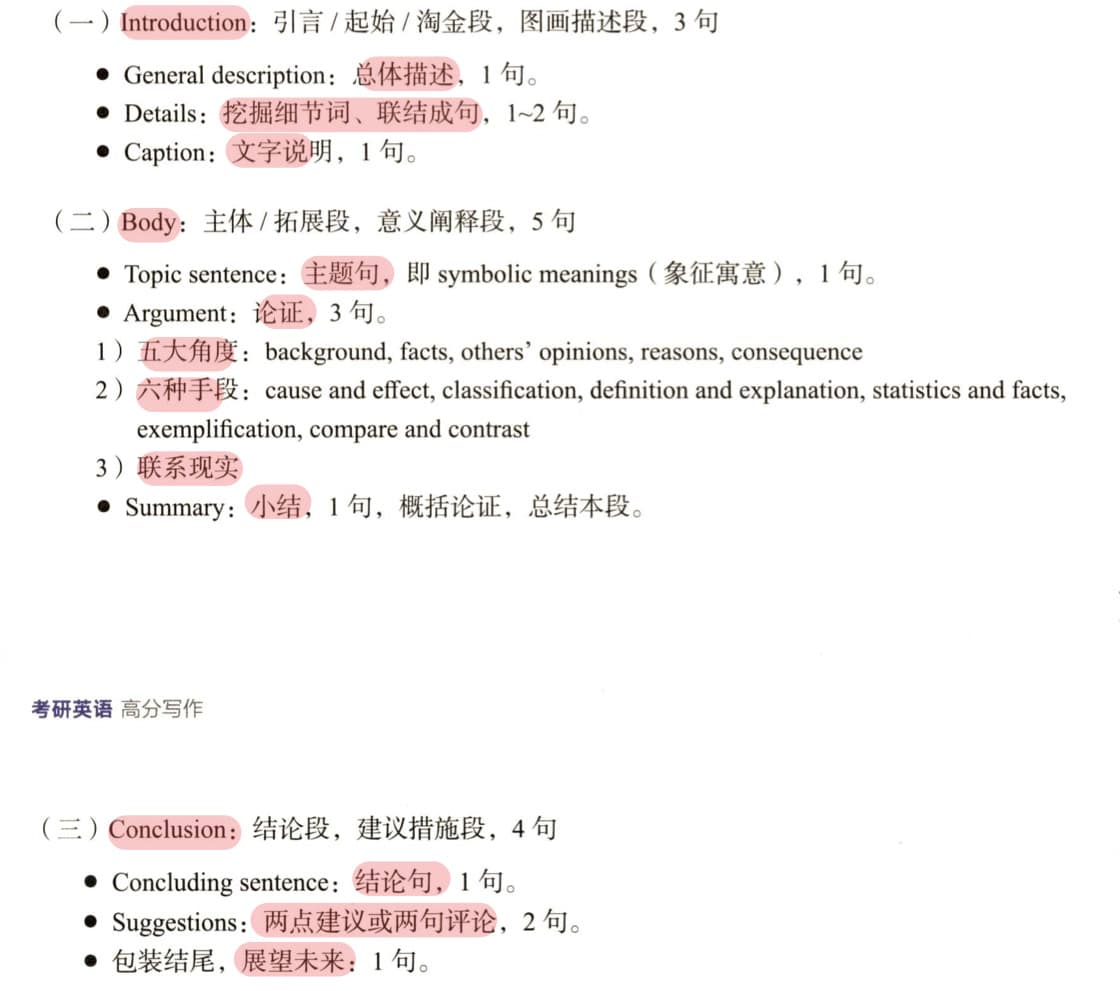 （一）Introduction：引言 / 起始 / 淘金段，图画描述段，3 句
● General description：总体描述，1 句。
● Details：挖掘细节词、联结成句，1~2 句。
● Caption：文字说明，1 句。
（二）Body：主体 / 拓展段，意义阐释段，5 句
● Topic sentence：主题句，即 symbolic meanings（象征寓意），1 句。
● Argument：论证，3 句。
1）五大角度：background, facts, others’ opinions, reasons, consequence
2）六种手段：cause and effect, classification, definition and explanation, statistics and facts,
exemplification, compare and contrast
3）联系现实
● Summary：小结，1 句，概括论证，总结本段。
考研英语 高分写作
（三）Conclusion：结论段，建议措施段，4 句
● Concluding sentence：结论句，1 句。
● Suggestions：两点建议或两句评论，2 句。
● 包装结尾，展望未来：1 句。